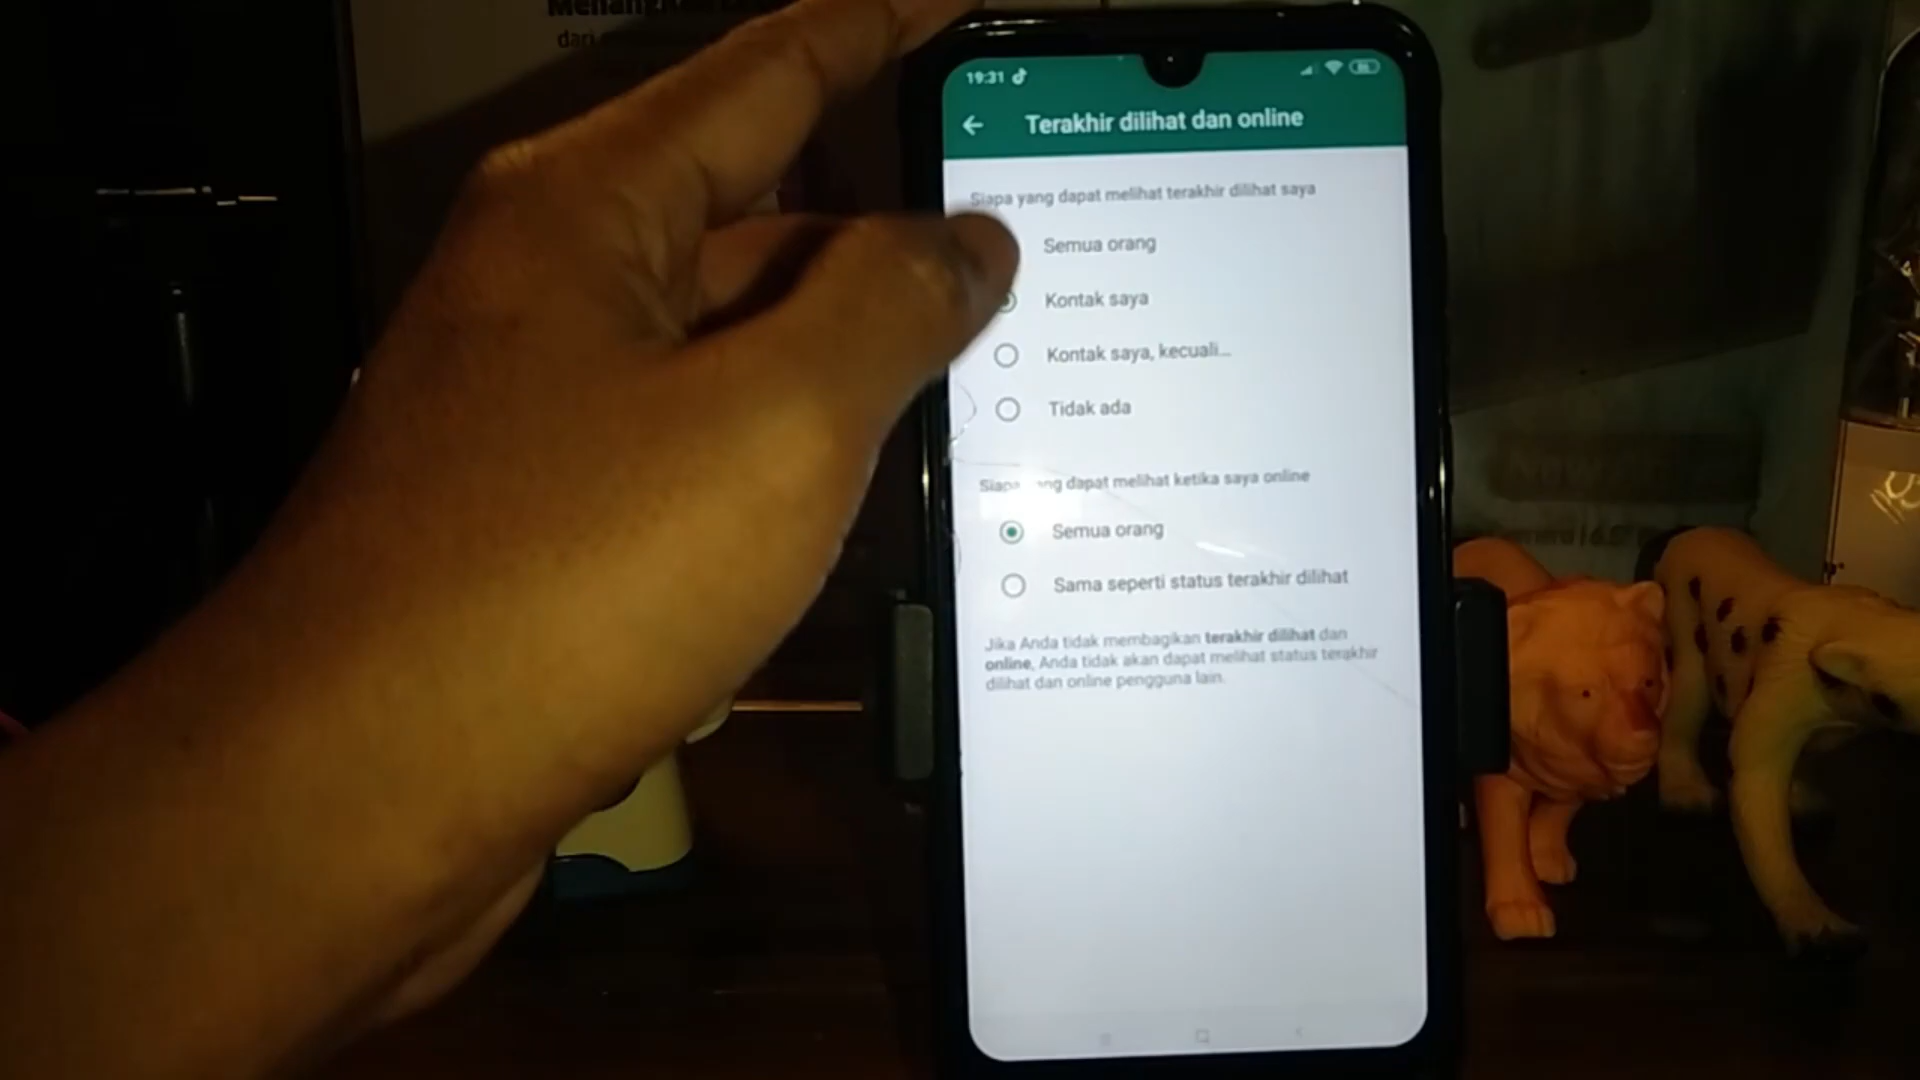 dari
19:31
Terakhir dilihat dan online
Siapa yang dapat melihat terakhir dilihat saya
Semua orang
Kontak saya
Kontak saya, kecuali...
Tidak ada
dapat melihat ketika saya online
Semua orang
Sama seperti status terakhir dilihat
Jika Anda tidak membagikan terakhir dilihat dan
online, Anda tidak akan dapat melihat status terakhir
dilihat dan online pengguna lain.